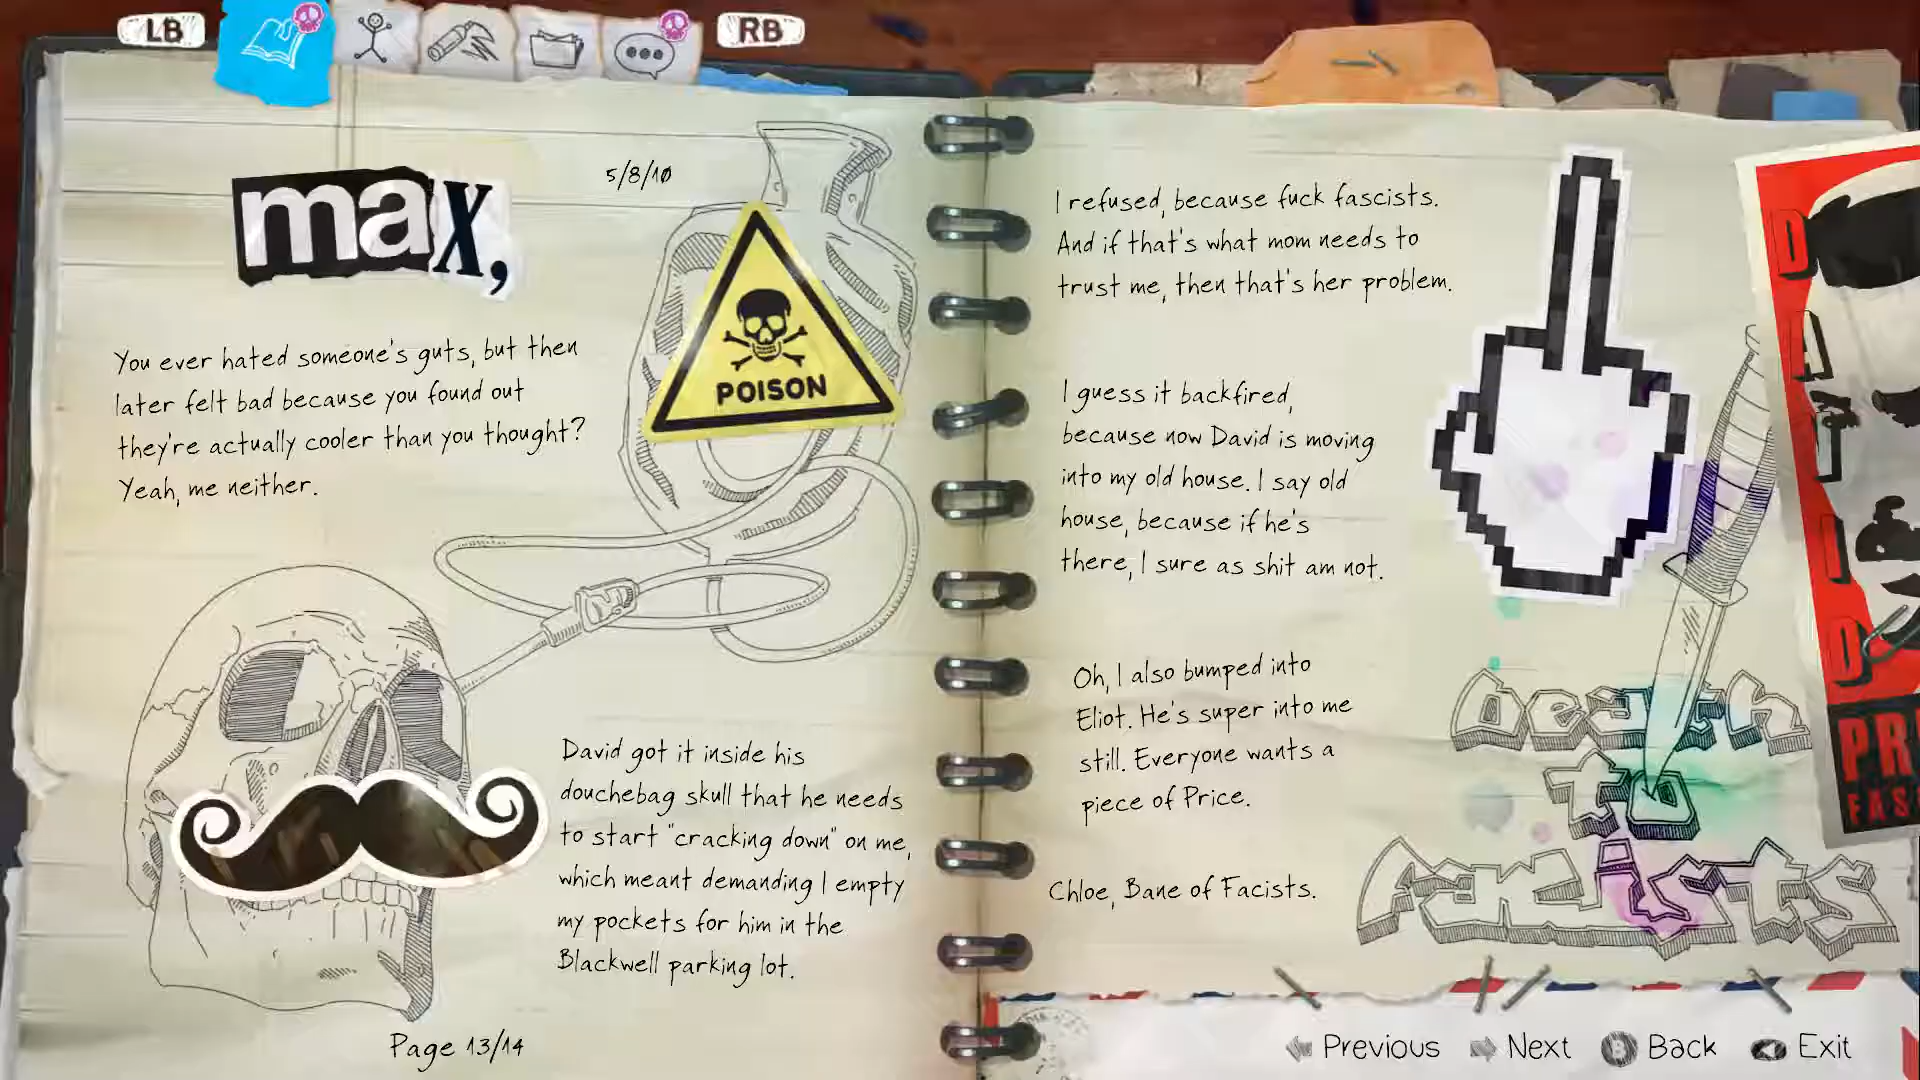 LB
RB
max,
5/8/10
POISON
You ever hated someone's guts, but then
later felt bad because you found out
they're actually cooler than you thought?
Yeah, me neither.
David got it inside his
douchebag skull that he needs
to start "cracking down" on me,
which meant demanding I empty
my pockets for him in the
Blackwell parking lot.
Page 13/14
I refused, because fuck fascists.
And if that's what mom needs to
trust me, then that's her problem.
I guess it backfired,
because now David is moving
into my old house. I say old
house, because if he's
there, I sure as shit am not.
Oh, I also bumped into
Eliot. He's super into me
still. Everyone wants a
piece of Price.
Chloe, Bane of Facists.
Death
to
DAVID
PR
FAS
Previous
Next
B Back
Exit